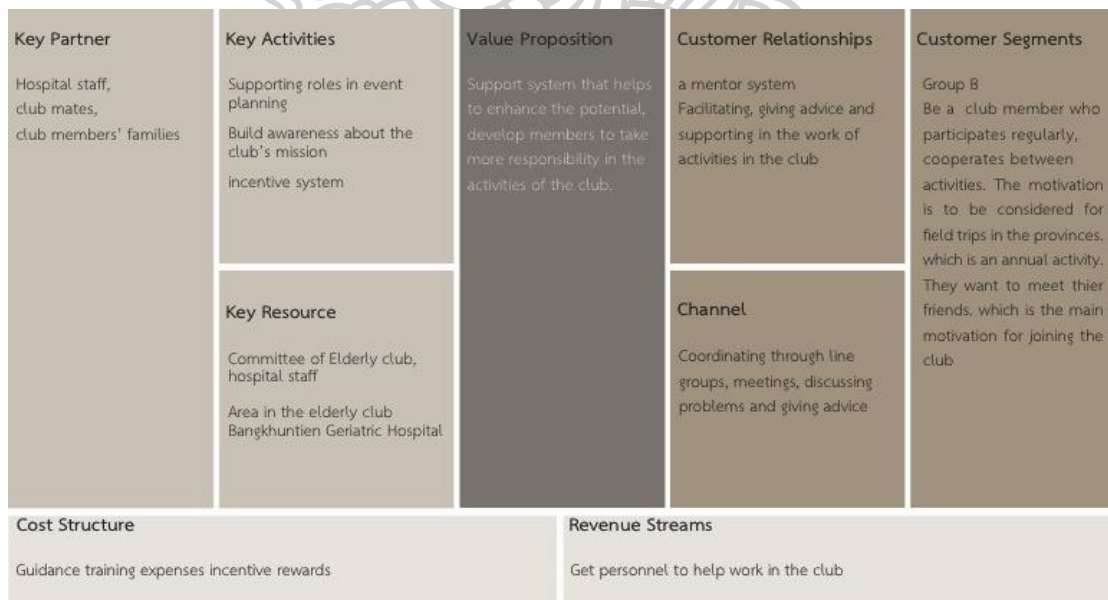 Key Partner
Hospital staff,
club mates,
club members' families
Key Activities
Supporting roles in event
planning
Build awareness about the
club's mission
incentive system
Key Resource
Committee of Elderly club,
hospital staff
Area in the elderly club
Bangkhuntien Geriatric Hospital
Value Proposition
Support system that helps
to enhance the potential,
develop members to take
more responsibility in the
activities of the club.
Customer Relationships
a mentor system
Facilitating, giving advice and
supporting in the work of
activities in the club
Channel
Coordinating through line
groups, meetings, discussing
problems and giving advice
Customer Segments
Group B
Be a club member who
participates regularly,
cooperates between
activities. The motivation
is to be considered for
field trips in the provinces.
which is an annual activity.
They want to meet thier
friends. which is the main
motivation for joining the
club
Cost Structure
Guidance training expenses incentive rewards
Revenue Streams
Get personnel to help work in the club